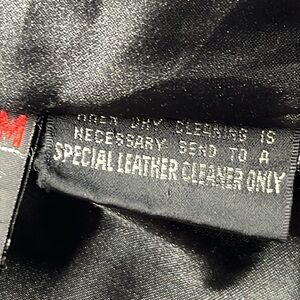 M
WHEN DRY CLEANING IS
NECESSARY SEND TO A
SPECIAL LEATHER CLEANER ONLY